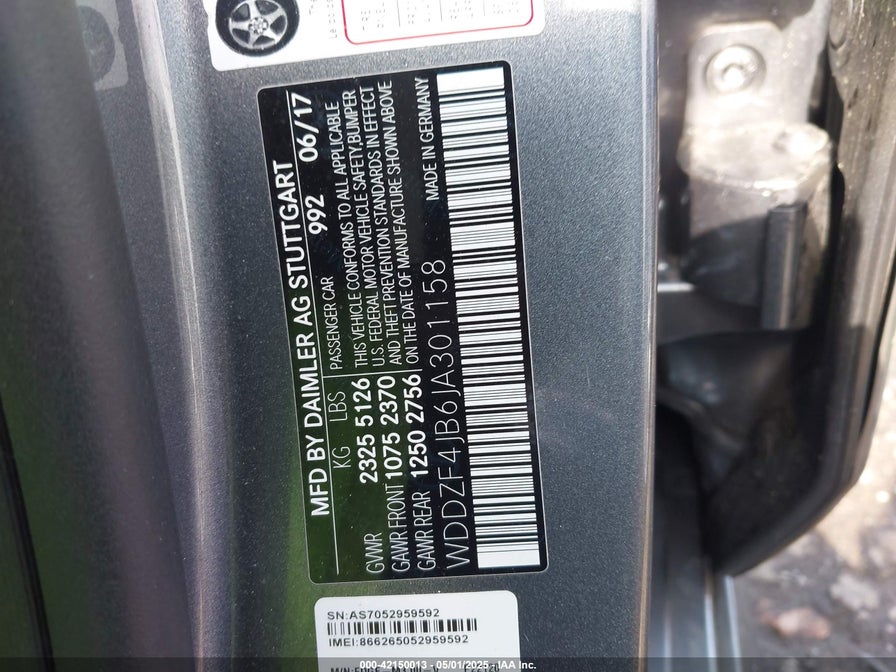 MFD BY DAIMLER AG STUTTGART
992 06/17
KG LBS PASSENGER CAR
GVWR 2325 5126
GAWR FRONT 1075 2370
GAWR REAR 1250 2756
THIS VEHICLE CONFORMS TO ALL APPLICABLE
U.S. FEDERAL MOTOR VEHICLE SAFETY,BUMPER
AND THEFT PREVENTION STANDARDS IN EFFECT
ON THE DATE OF MANUFACTURE SHOWN ABOVE
MADE IN GERMANY
WDDZF4JB6JA301158
SN:AS7052959592
IMEI:866265052959592
000-42150013 - 05/01/2025 - IAA, Inc.